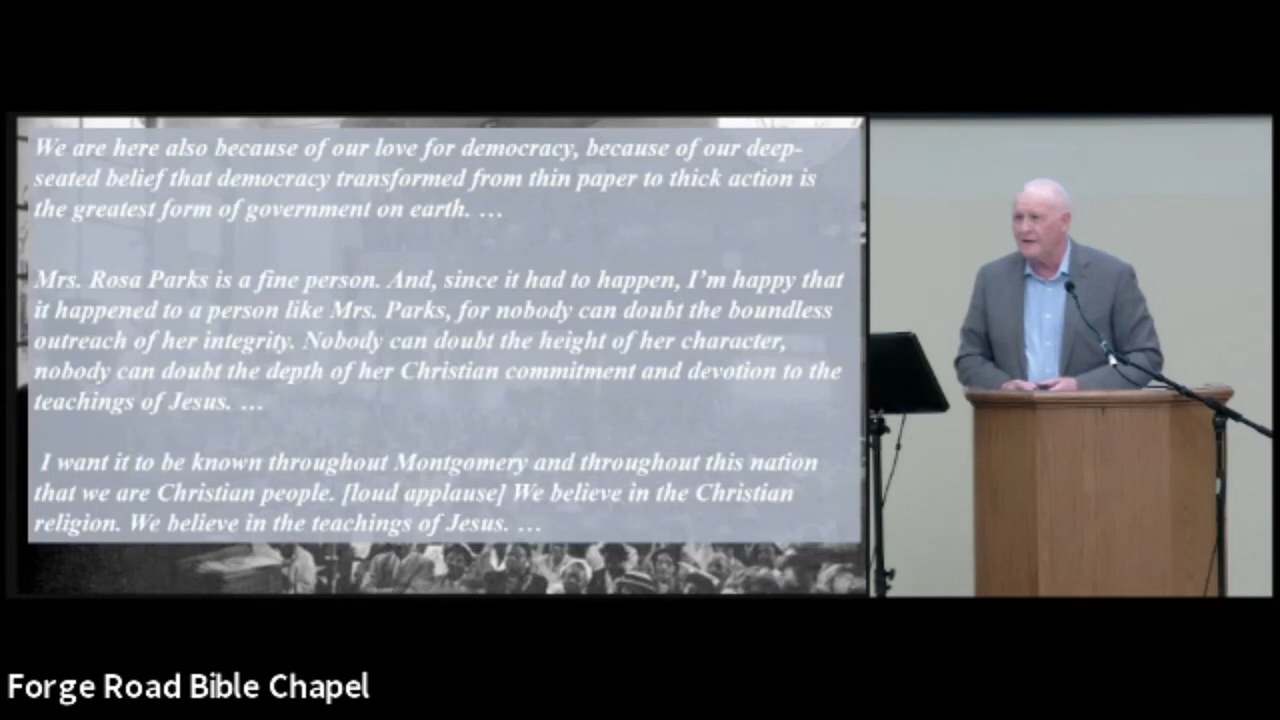 We are here also because of our love for democracy, because of our deep-
seated belief that democracy transformed from thin paper to thick action is
the greatest form of government on earth. …
Mrs. Rosa Parks is a fine person. And, since it had to happen, I’m happy that
it happened to a person like Mrs. Parks, for nobody can doubt the boundless
outreach of her integrity. Nobody can doubt the height of her character,
nobody can doubt the depth of her Christian commitment and devotion to the
teachings of Jesus. …
I want it to be known throughout Montgomery and throughout this nation
that we are Christian people. [loud applause] We believe in the Christian
religion. We believe in the teachings of Jesus. …
Forge Road Bible Chapel